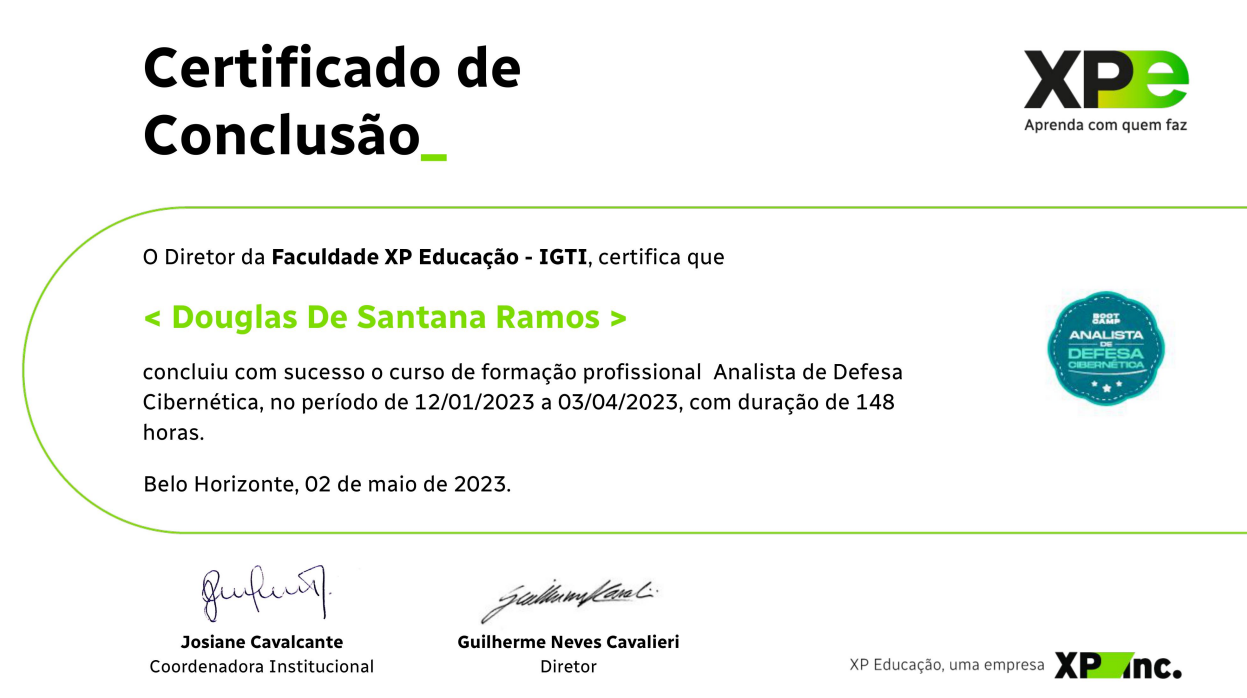 Certificado de
Conclusão_
XPe
Aprenda com quem faz
O Diretor da Faculdade XP Educação - IGTI, certifica que
< Douglas De Santana Ramos >
concluiu com sucesso o curso de formação profissional  Analista de Defesa
Cibernética, no período de 12/01/2023 a 03/04/2023, com duração de 148
horas.
Belo Horizonte, 02 de maio de 2023.
BOOT
CAMP
ANALISTA
DE
DEFESA
CIBERNÉTICA
Josiane Cavalcante
Coordenadora Institucional
Guilherme Neves Cavalieri
Diretor
XP Educação, uma empresa XP inc.